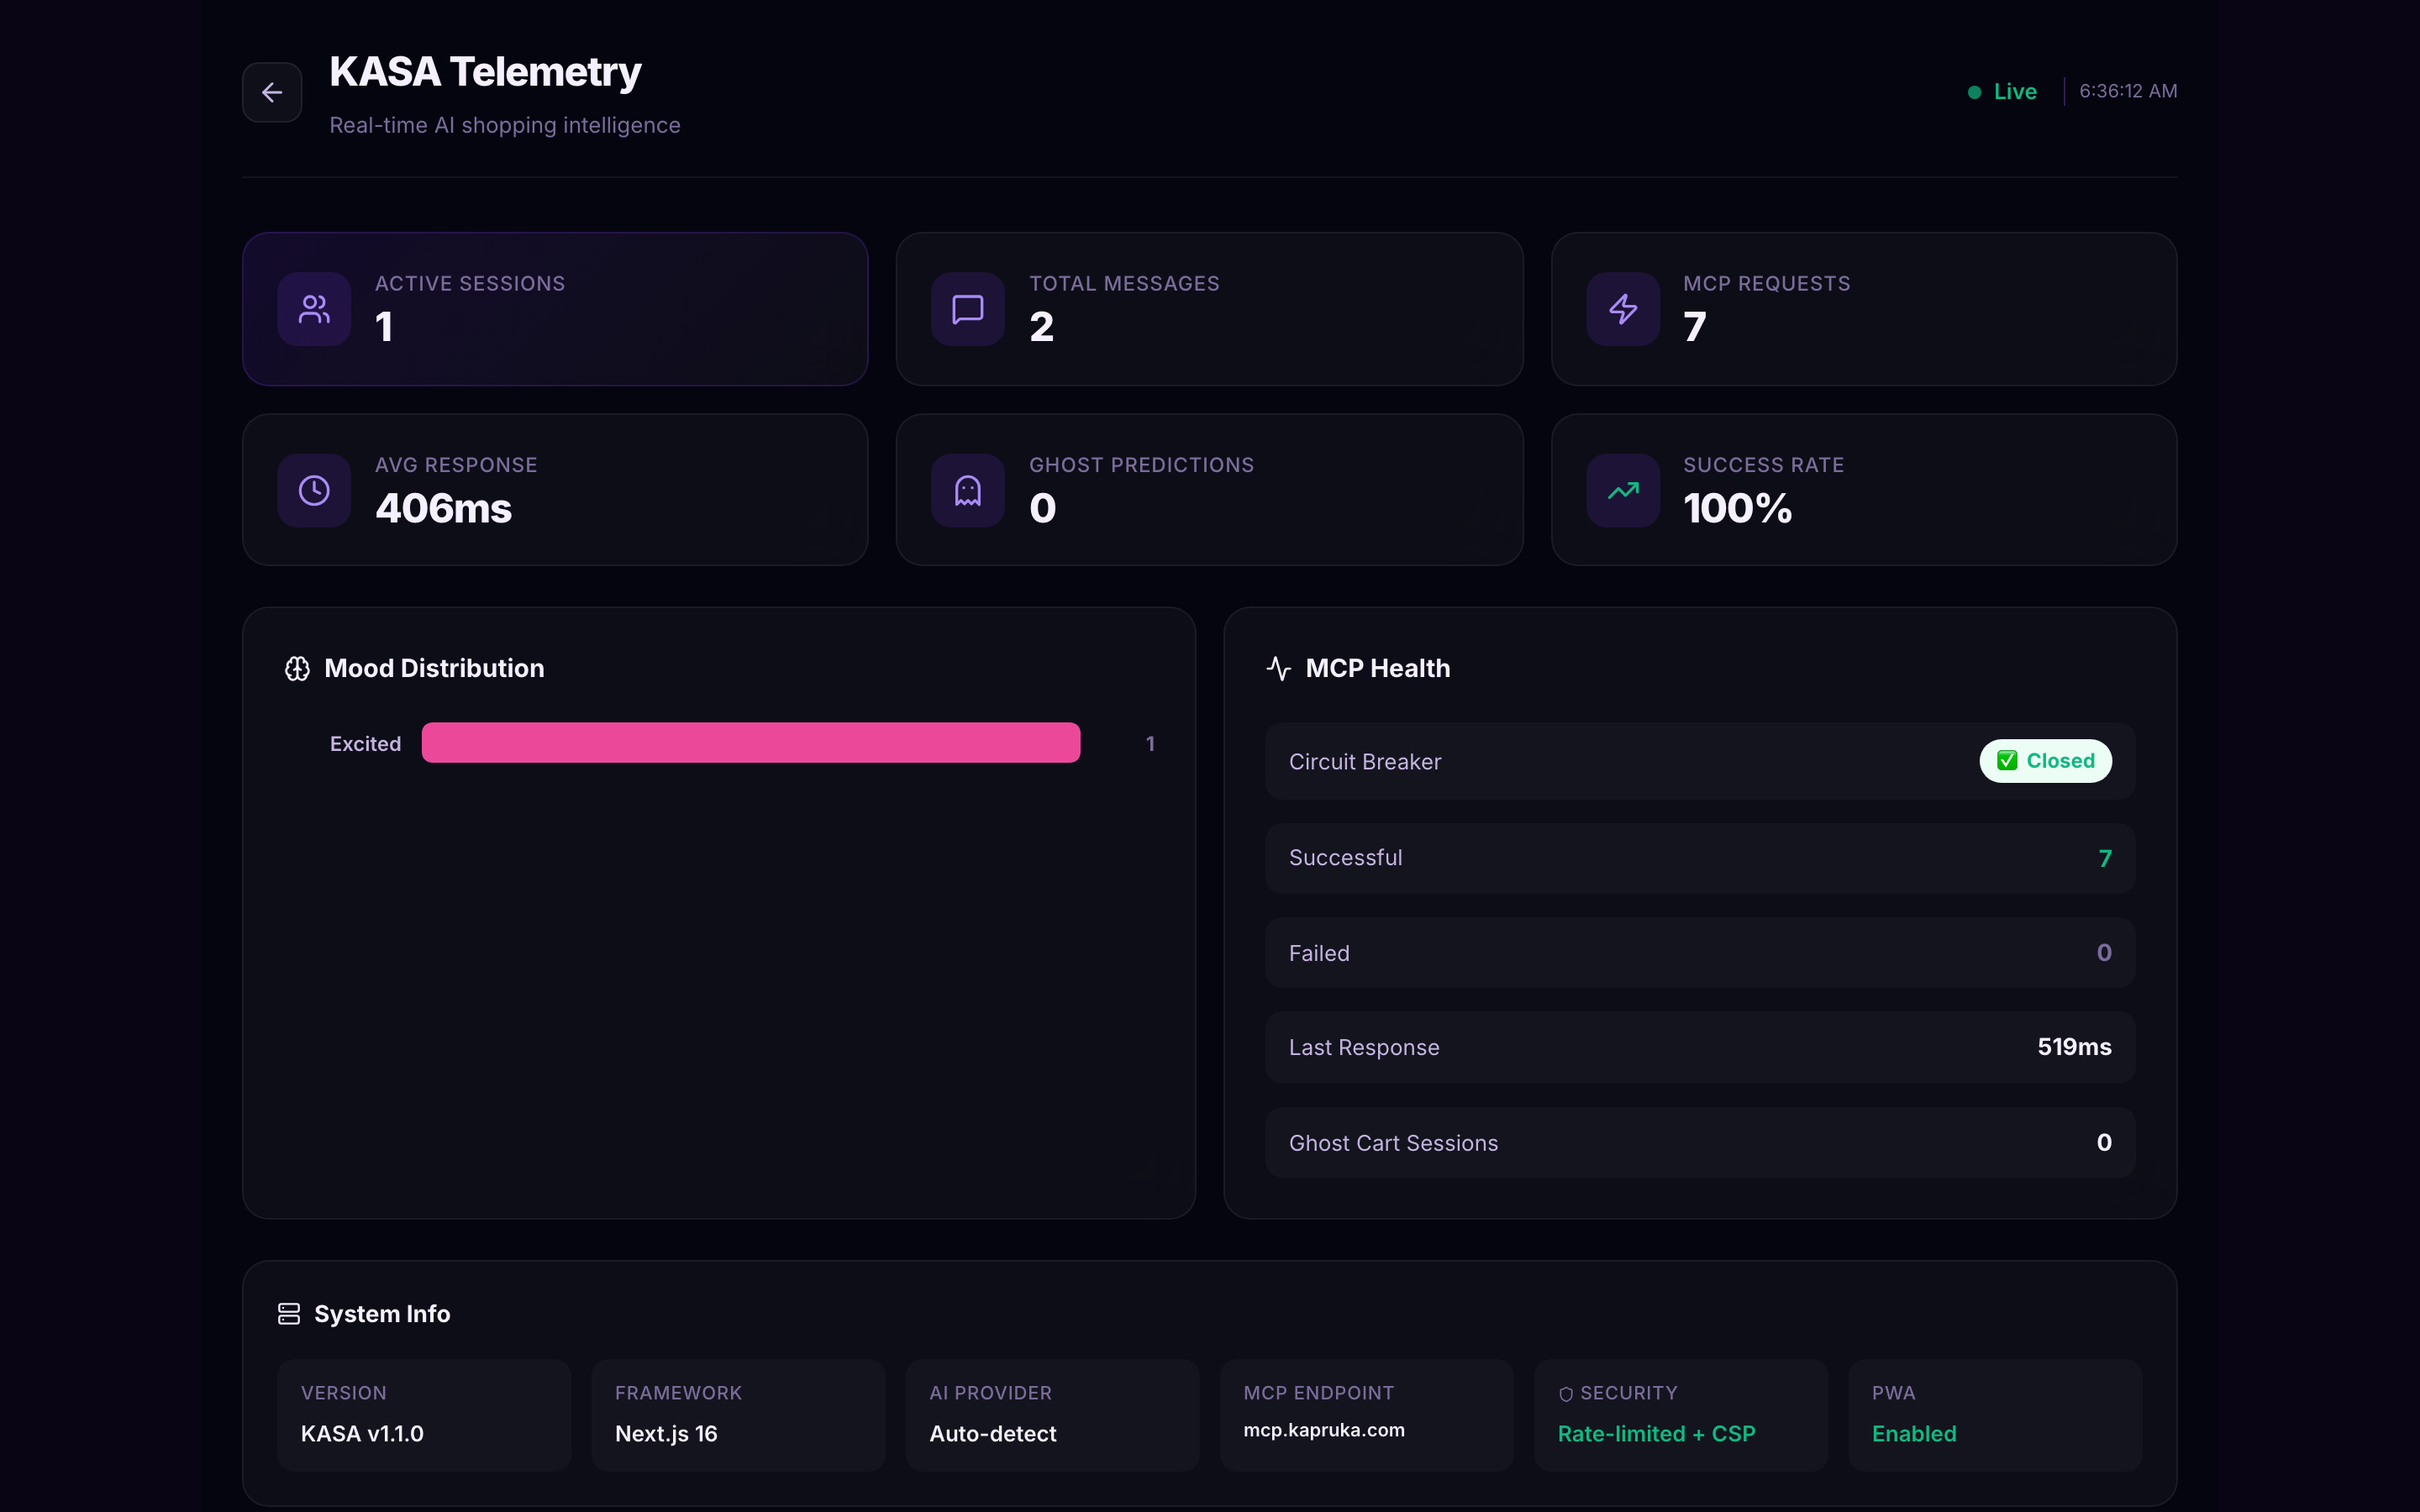 KASA Telemetry
Real-time AI shopping intelligence
Live
6:36:12 AM
ACTIVE SESSIONS
1
TOTAL MESSAGES
2
MCP REQUESTS
7
AVG RESPONSE
406ms
GHOST PREDICTIONS
0
SUCCESS RATE
100%
Mood Distribution
Excited
1
MCP Health
Circuit Breaker
✅ Closed
Successful
7
Failed
0
Last Response
519ms
Ghost Cart Sessions
0
System Info
VERSION
KASA v1.1.0
FRAMEWORK
Next.js 16
AI PROVIDER
Auto-detect
MCP ENDPOINT
mcp.kapruka.com
SECURITY
Rate-limited + CSP
PWA
Enabled